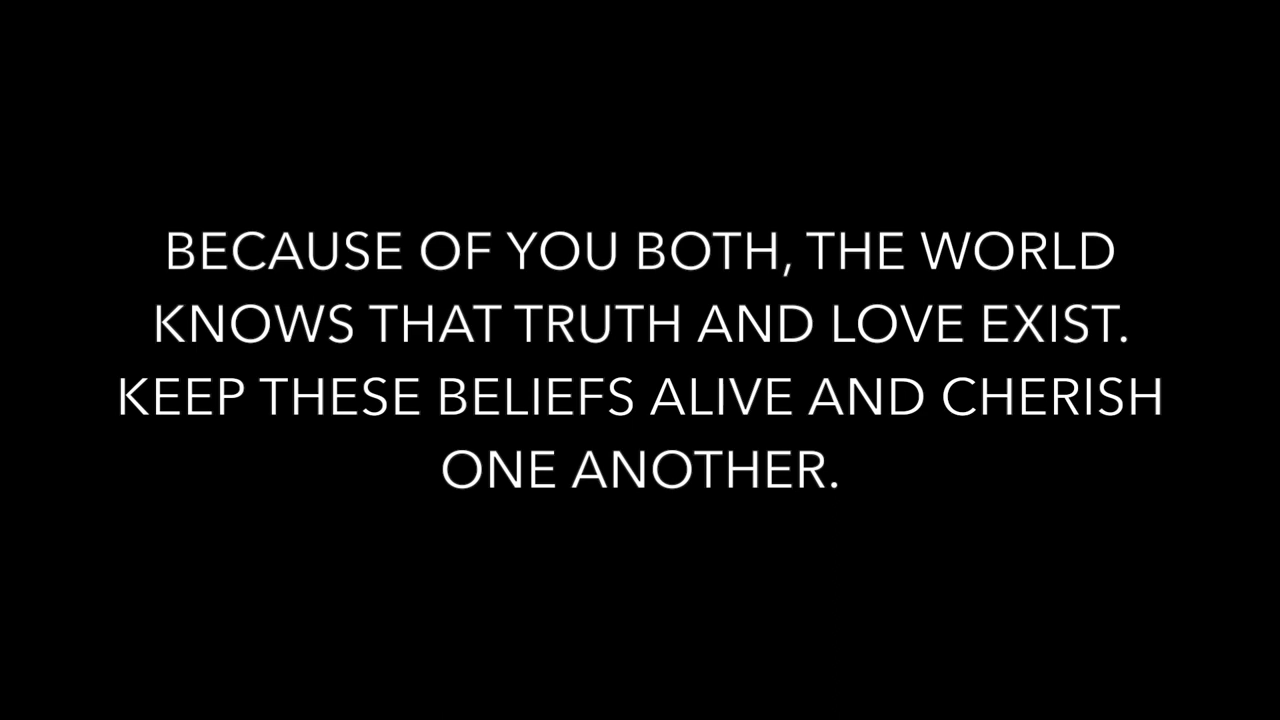 BECAUSE OF YOU BOTH, THE WORLD
KNOWS THAT TRUTH AND LOVE EXIST.
KEEP THESE BELIEFS ALIVE AND CHERISH
ONE ANOTHER.